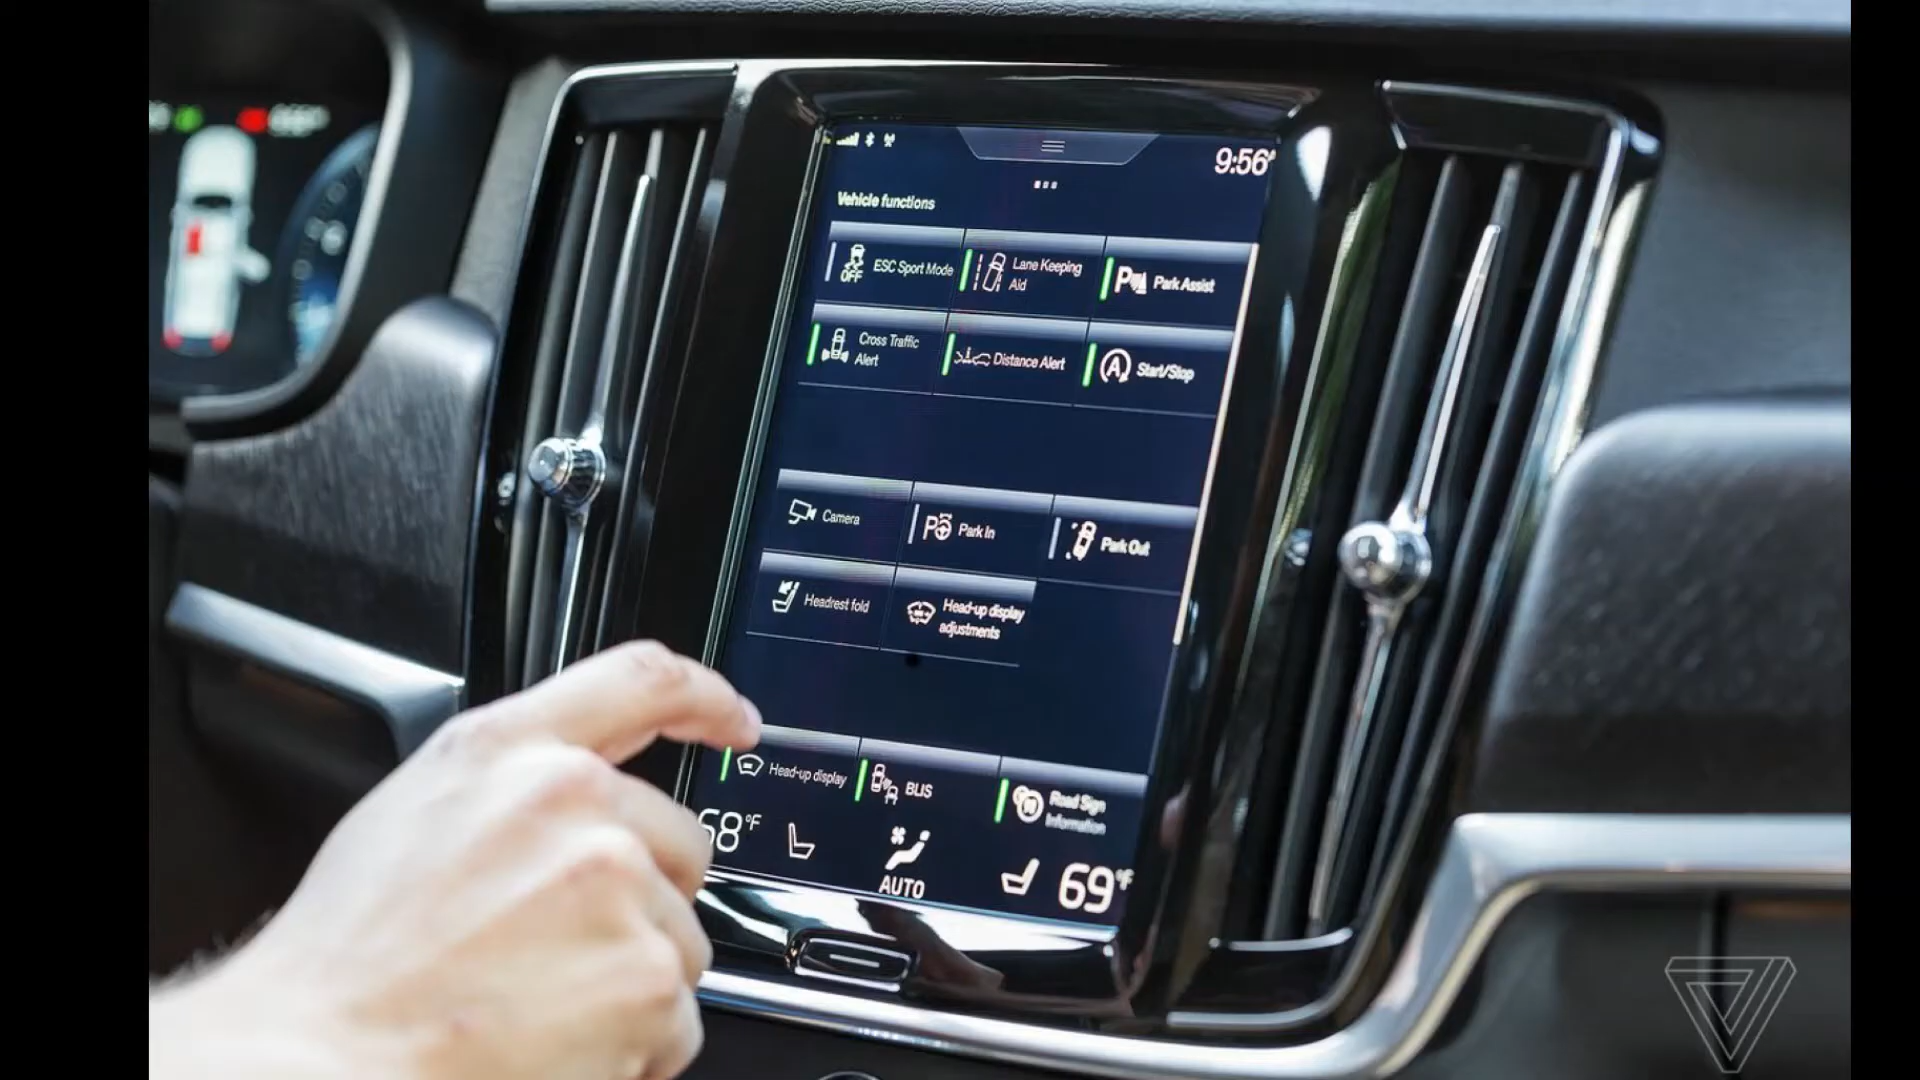 9:56
Vehicle functions
OFF
ESC Sport Mode
Lane Keeping
Aid
Park Assist
Cross Traffic
Alert
Distance Alert
A
Start/Stop
Camera
Park In
Park Out
Headrest fold
Head-up display
adjustments
Head-up display
BLIS
Road Sign
Information
68°F
AUTO
69°F